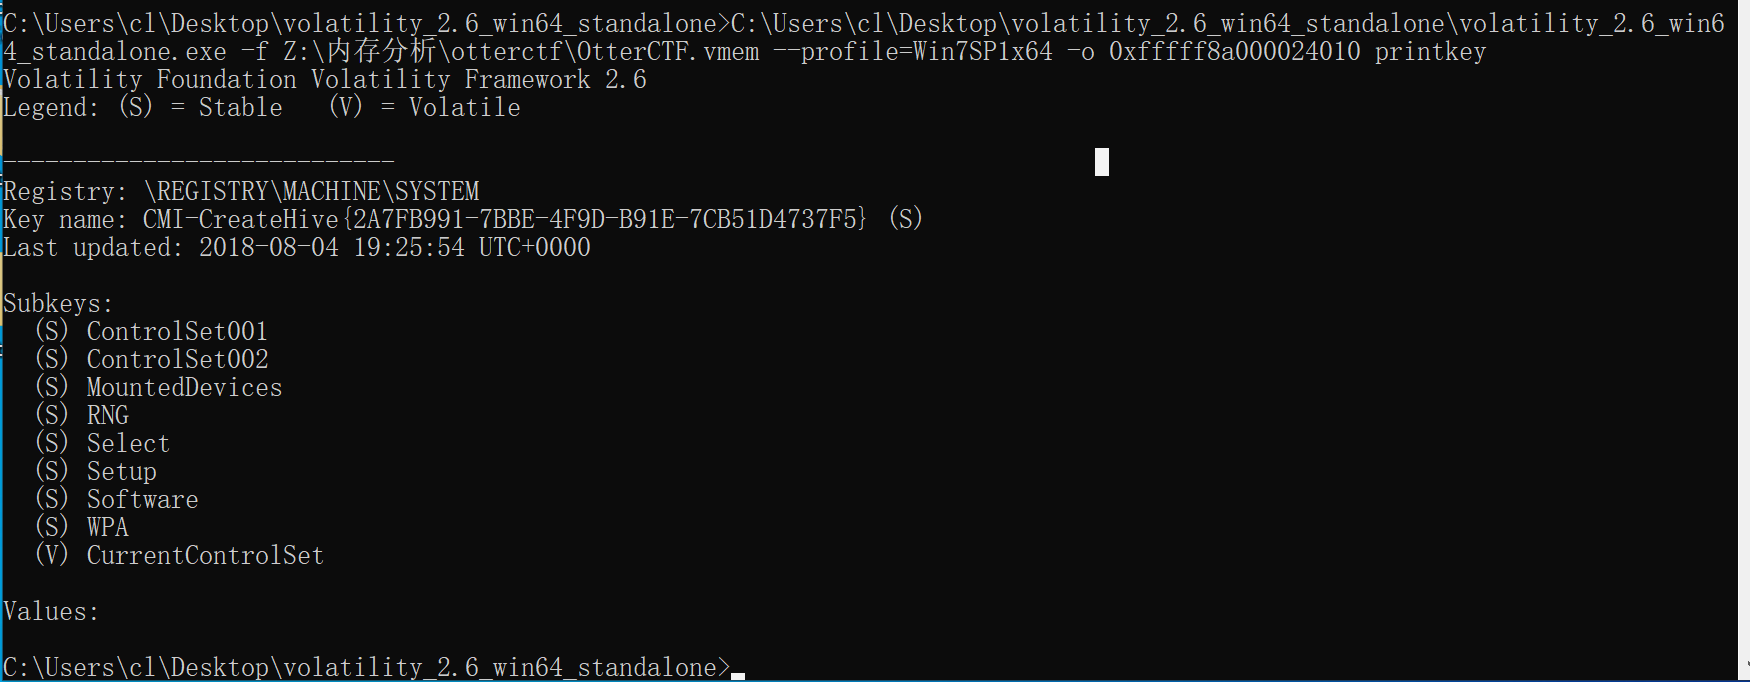 C:\Users\cl\Desktop\volatility_2.6_win64_standalone>C:\Users\cl\Desktop\volatility_2.6_win64_standalone\volatility_2.6_win6
4_standalone.exe -f Z:\内存分析\otterctf\OtterCTF.vmem --profile=Win7SP1x64 -o 0xfffff8a000024010 printkey
Volatility Foundation Volatility Framework 2.6
Legend: (S) = Stable   (V) = Volatile
----------------------------
Registry: \REGISTRY\MACHINE\SYSTEM
Key name: CMI-CreateHive{2A7FB991-7BBE-4F9D-B91E-7CB51D4737F5} (S)
Last updated: 2018-08-04 19:25:54 UTC+0000
Subkeys:
  (S) ControlSet001
  (S) ControlSet002
  (S) MountedDevices
  (S) RNG
  (S) Select
  (S) Setup
  (S) Software
  (S) WPA
  (V) CurrentControlSet
Values:
C:\Users\cl\Desktop\volatility_2.6_win64_standalone>